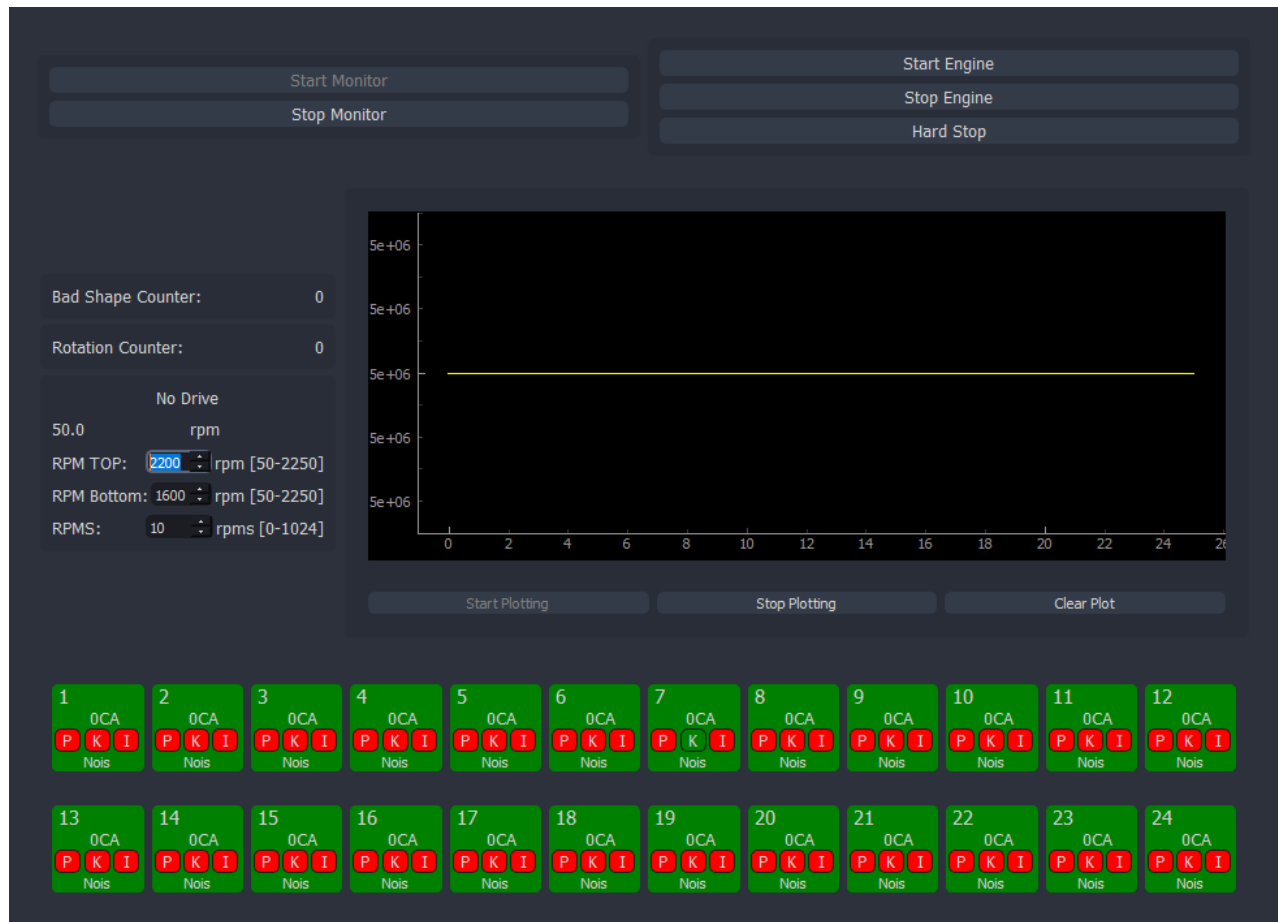 Start Monitor
Stop Monitor
Start Engine
Stop Engine
Hard Stop
Bad Shape Counter: 0
Rotation Counter: 0
No Drive
50.0 rpm
RPM TOP: 2200 rpm [50-2250]
RPM Bottom: 1600 rpm [50-2250]
RPMS: 10 rpms [0-1024]
5e+06
5e+06
5e+06
5e+06
5e+06
0 2 4 6 8 10 12 14 16 18 20 22 24 26
Start Plotting Stop Plotting Clear Plot
1 2 3 4 5 6 7 8 9 10 11 12
0CA 0CA 0CA 0CA 0CA 0CA 0CA 0CA 0CA 0CA 0CA 0CA
P K I P K I P K I P K I P K I P K I P K I P K I P K I P K I P K I P K I
Nois Nois Nois Nois Nois Nois Nois Nois Nois Nois Nois Nois
13 14 15 16 17 18 19 20 21 22 23 24
0CA 0CA 0CA 0CA 0CA 0CA 0CA 0CA 0CA 0CA 0CA 0CA
P K I P K I P K I P K I P K I P K I P K I P K I P K I P K I P K I P K I
Nois Nois Nois Nois Nois Nois Nois Nois Nois Nois Nois Nois